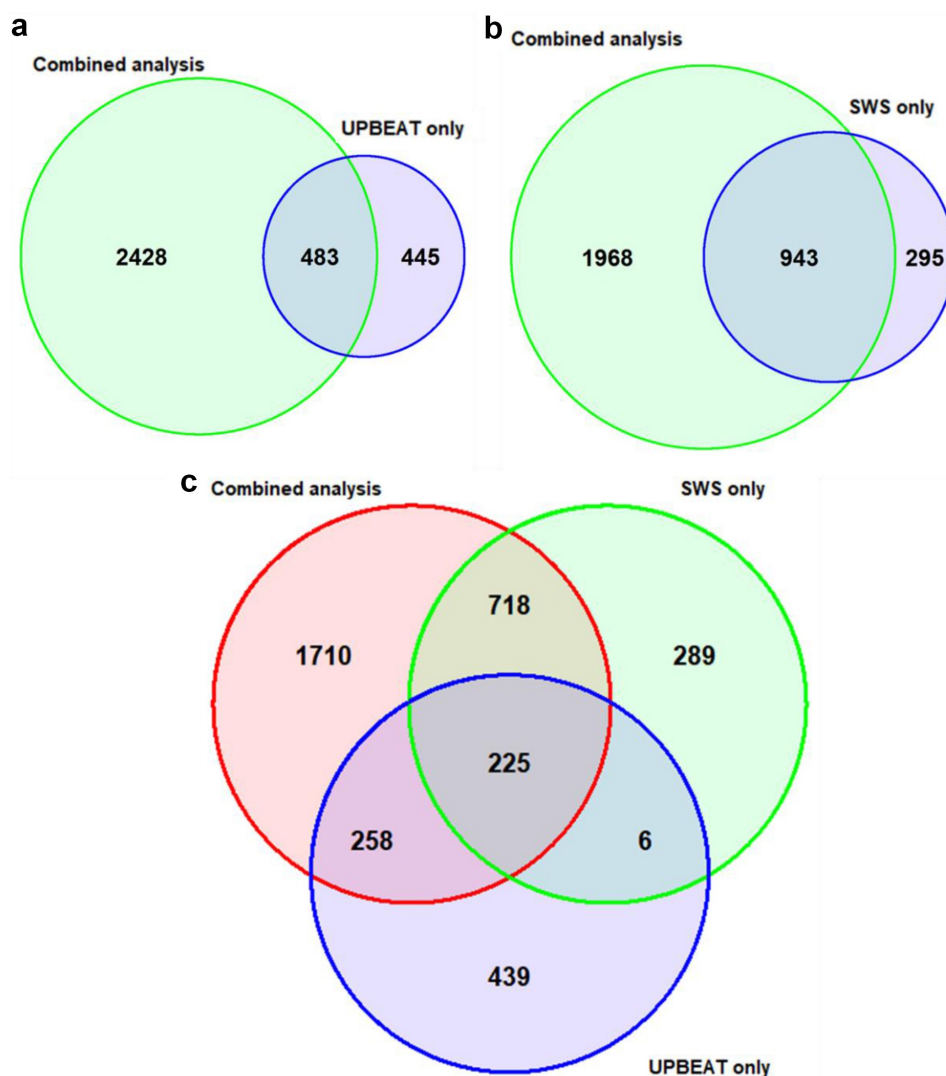 a
Combined analysis
UPBEAT only
2428
483
445
b
Combined analysis
SWS only
1968
943
295
c
Combined analysis
SWS only
718
1710
289
225
258
6
439
UPBEAT only